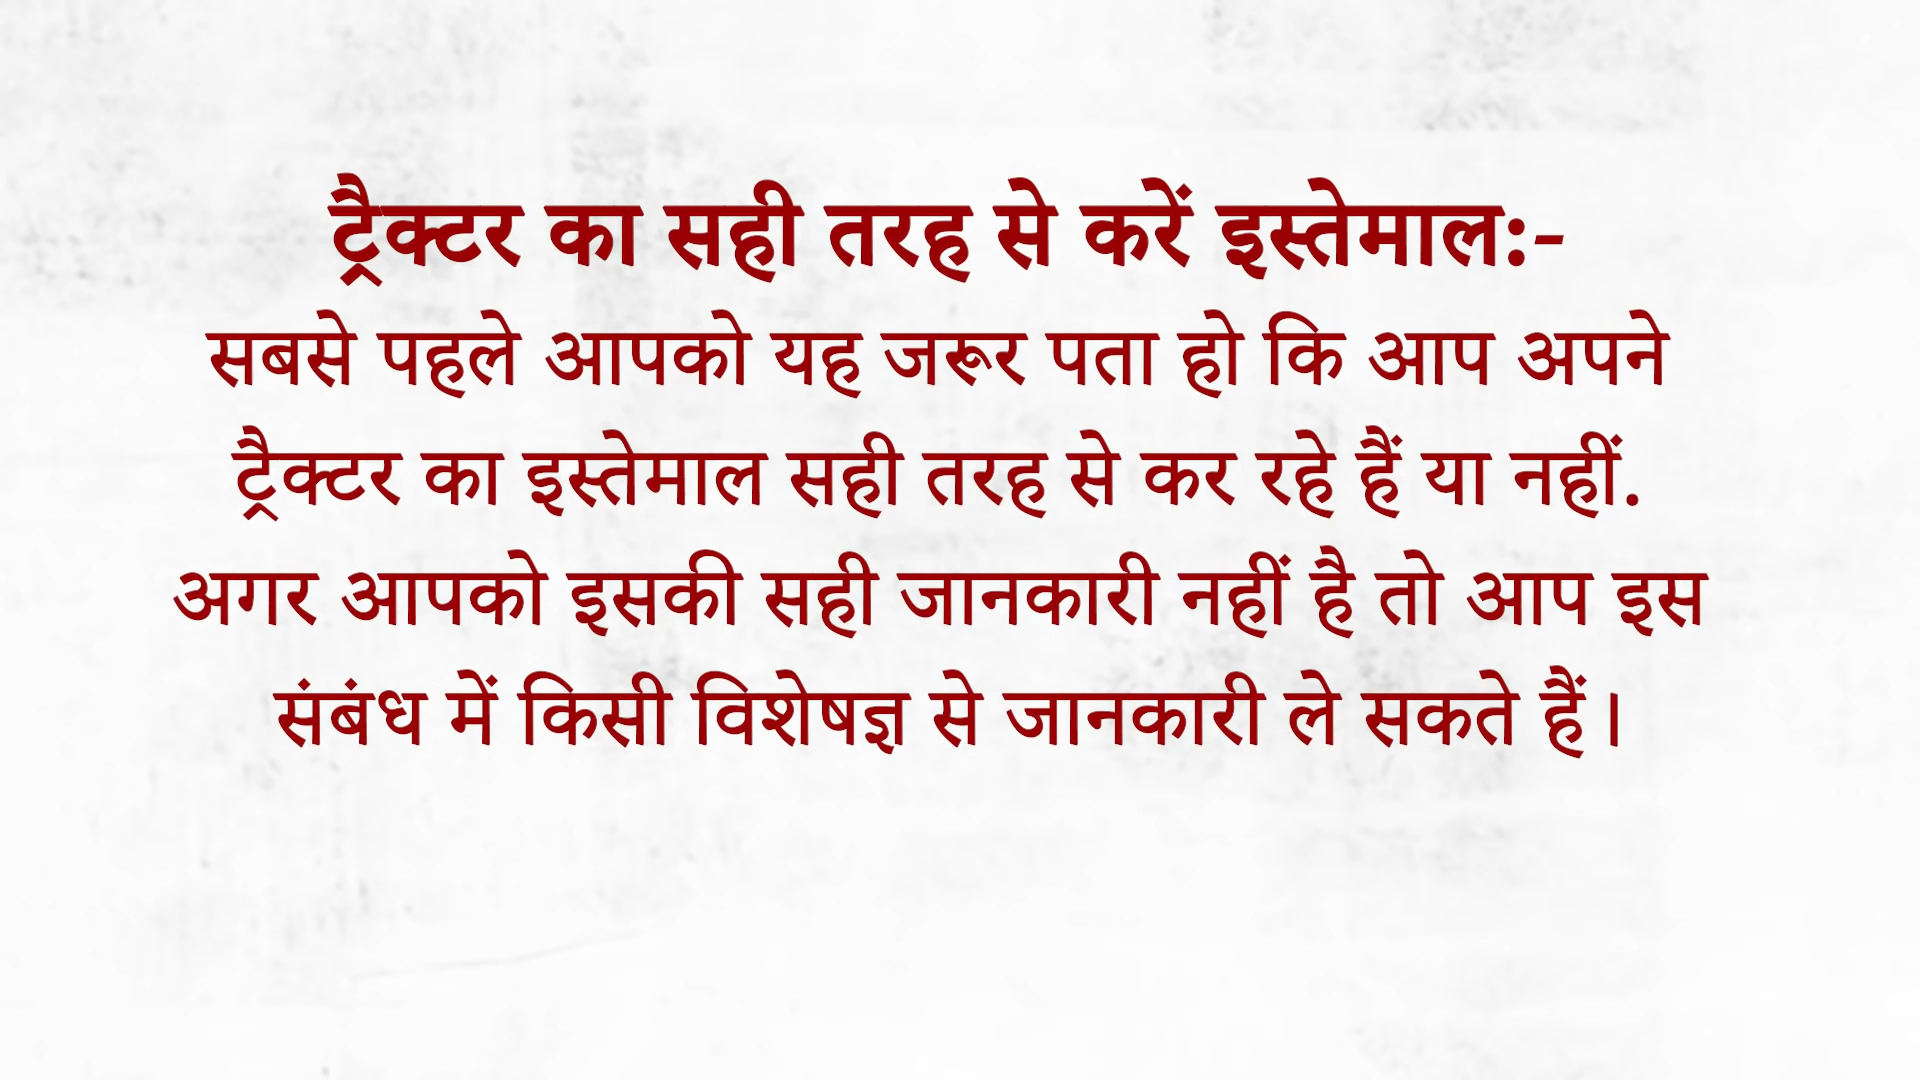 ट्रैक्टर का सही तरह से करें इस्तेमाल:-
सबसे पहले आपको यह जरूर पता हो कि आप अपने
ट्रैक्टर का इस्तेमाल सही तरह से कर रहे हैं या नहीं.
अगर आपको इसकी सही जानकारी नहीं है तो आप इस
संबंध में किसी विशेषज्ञ से जानकारी ले सकते हैं।